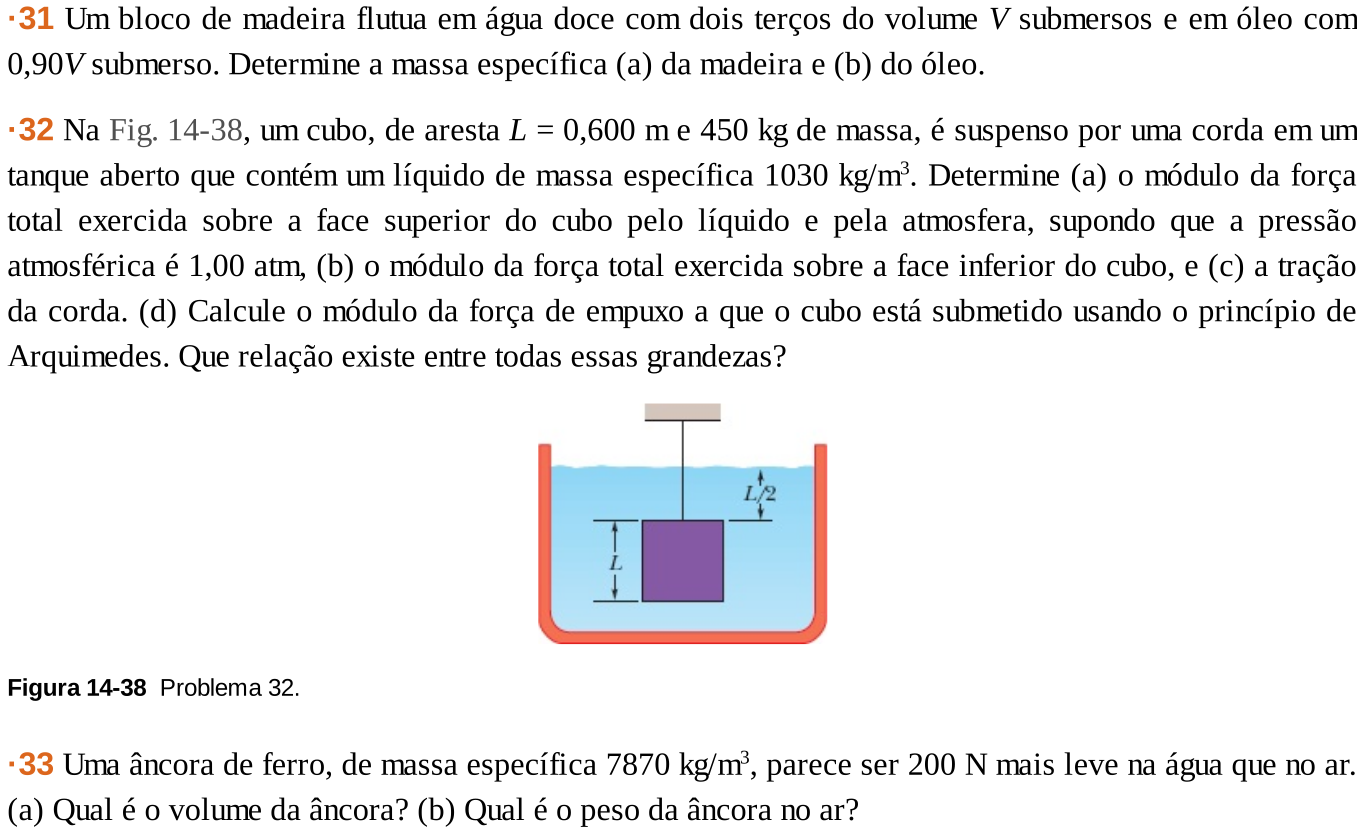 ·31 Um bloco de madeira flutua em água doce com dois terços do volume V submersos e em óleo com
0,90V submerso. Determine a massa específica (a) da madeira e (b) do óleo.
·32 Na Fig. 14-38, um cubo, de aresta L = 0,600 m e 450 kg de massa, é suspenso por uma corda em um
tanque aberto que contém um líquido de massa específica 1030 kg/m³. Determine (a) o módulo da força
total exercida sobre a face superior do cubo pelo líquido e pela atmosfera, supondo que a pressão
atmosférica é 1,00 atm, (b) o módulo da força total exercida sobre a face inferior do cubo, e (c) a tração
da corda. (d) Calcule o módulo da força de empuxo a que o cubo está submetido usando o princípio de
Arquimedes. Que relação existe entre todas essas grandezas?
L/2
L
Figura 14-38 Problema 32.
·33 Uma âncora de ferro, de massa específica 7870 kg/m³, parece ser 200 N mais leve na água que no ar.
(a) Qual é o volume da âncora? (b) Qual é o peso da âncora no ar?